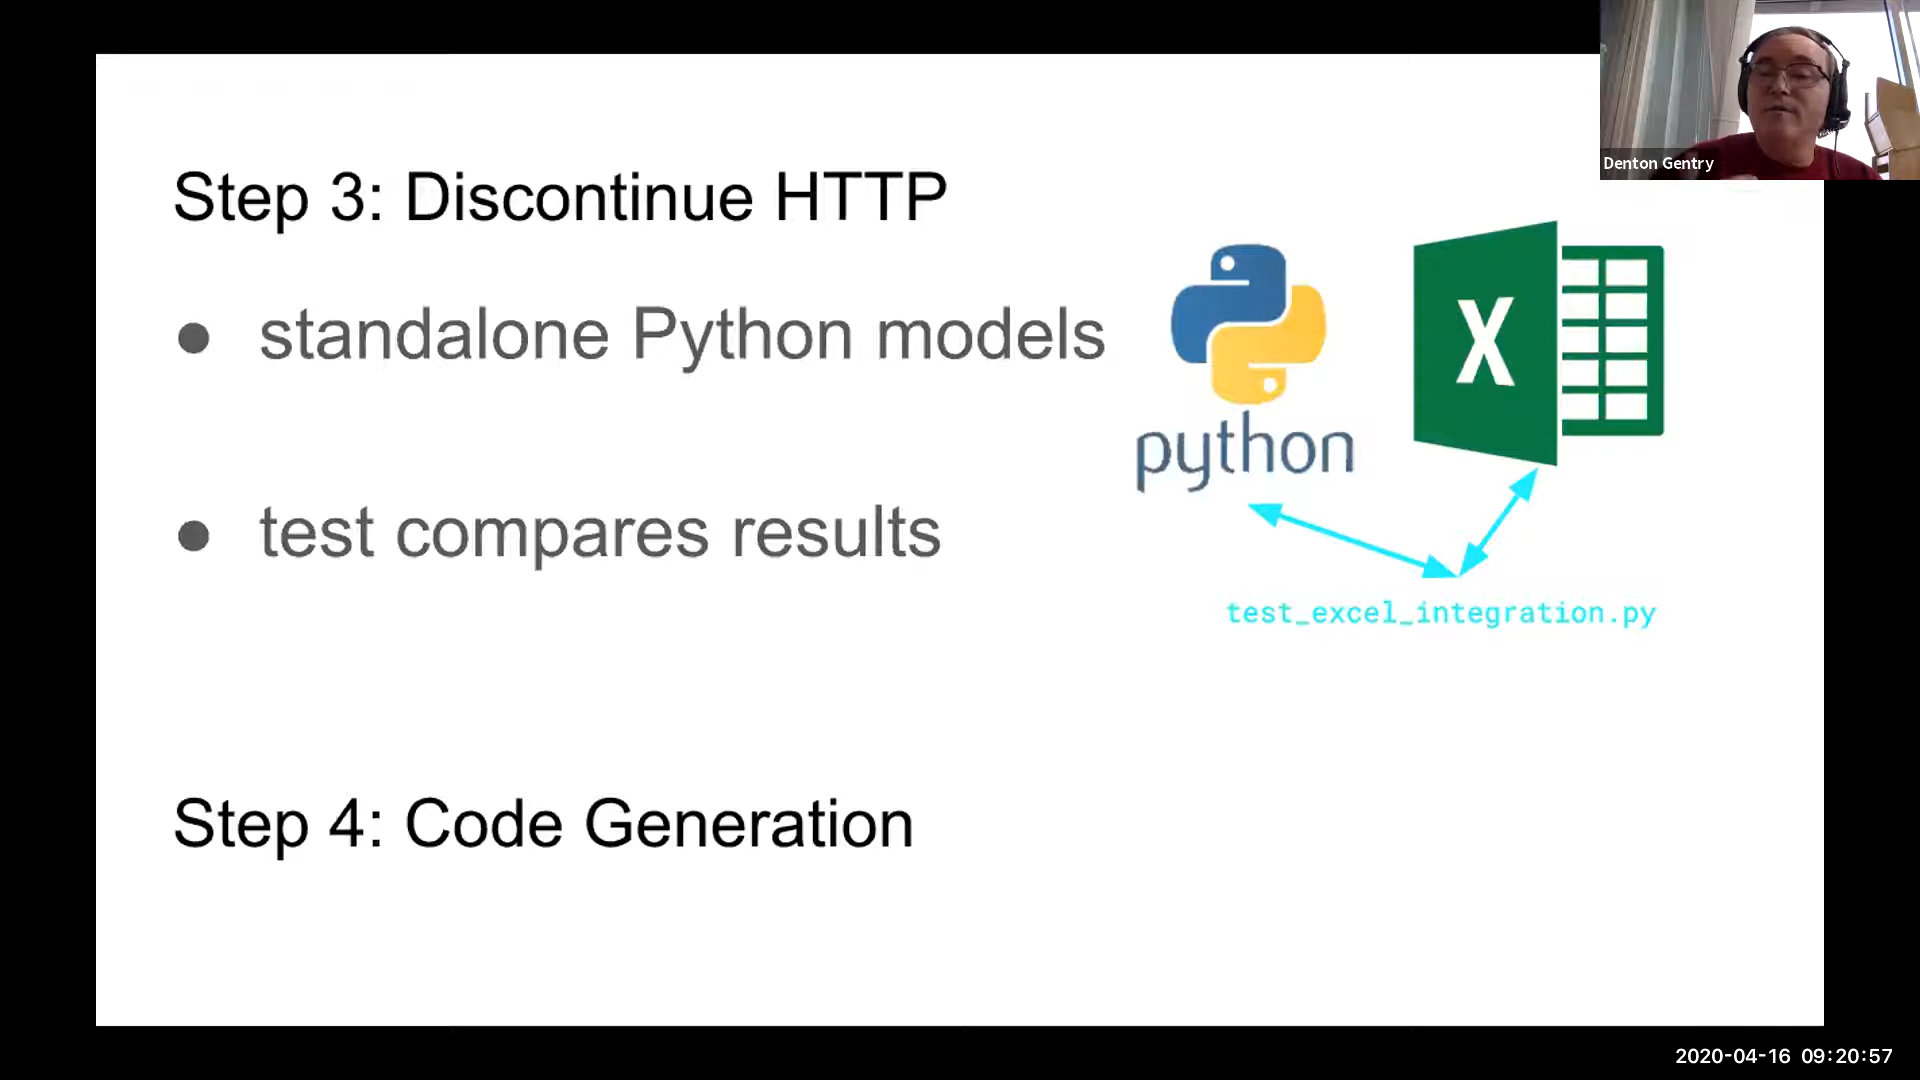 Denton Gentry
Step 3: Discontinue HTTP
● standalone Python models
● test compares results
python
X
test_excel_integration.py
Step 4: Code Generation
2020-04-16 09:20:57